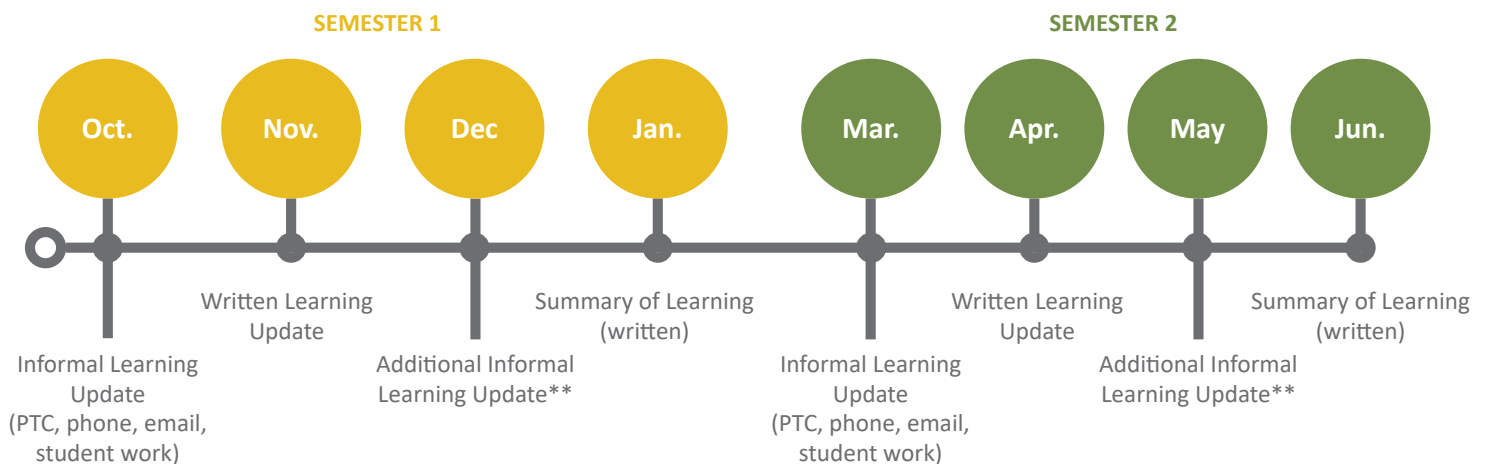 SEMESTER 1
SEMESTER 2
Oct.
Nov.
Dec
Jan.
Mar.
Apr.
May
Jun.
Informal Learning
Update
(PTC, phone, email,
student work)
Written Learning
Update
Additional Informal
Learning Update**
Summary of Learning
(written)
Informal Learning
Update
(PTC, phone, email,
student work)
Written Learning
Update
Additional Informal
Learning Update**
Summary of Learning
(written)